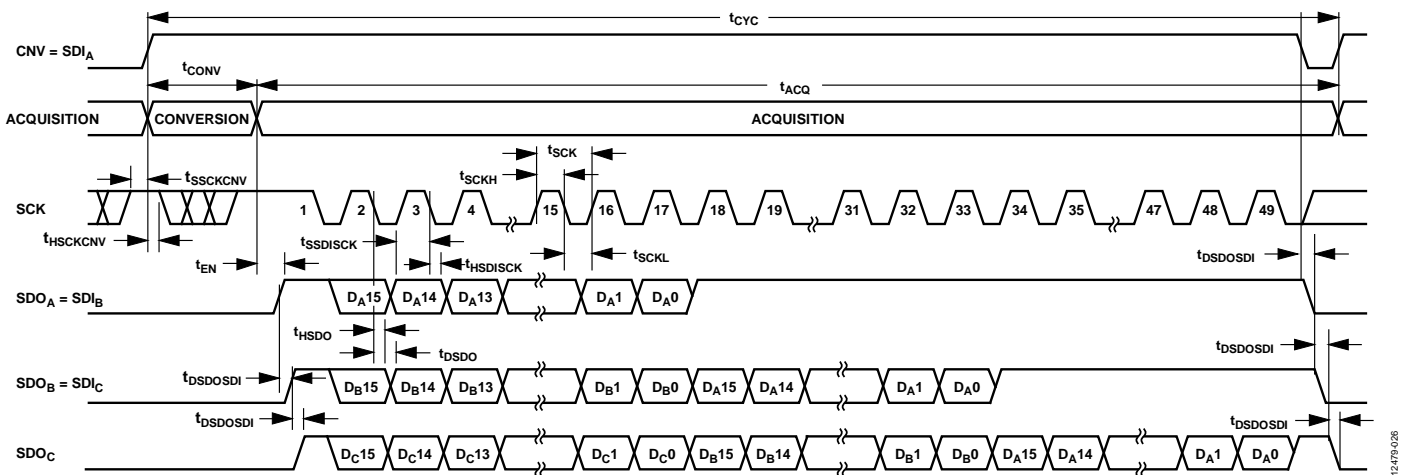 tCYC
CNV = SDIA
tCONV
tACQ
ACQUISITION CONVERSION ACQUISITION
tSCK
tSSCKCNV
tSCKH
SCK 1 2 3 4 15 16 17 18 19 31 32 33 34 35 47 48 49
tHSCKCNV
tSSDISCK
tSCKL
tEN
tHSDISCK
tDSDOSDI
SDOA = SDIB DA15 DA14 DA13 DA1 DA0
tHSDO
tDSDO
tDSDOSDI
tDSDOSDI
SDOB = SDIC DB15 DB14 DB13 DB1 DB0 DA15 DA14 DA1 DA0
tDSDOSDI
tDSDOSDI
SDOC DC15 DC14 DC13 DC1 DC0 DB15 DB14 DB1 DB0 DA15 DA14 DA1 DA0
12479-026